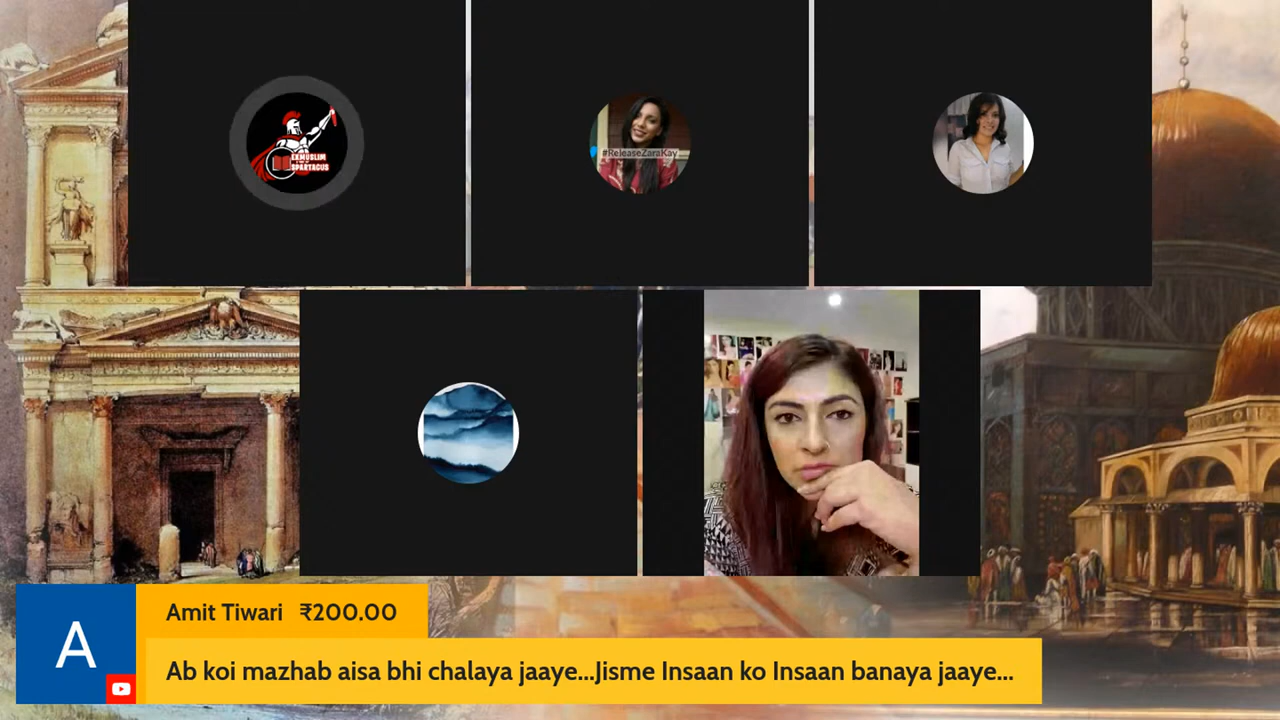 EXMUSLIM
SPARTACUS
#ReleaseZaraKay
Amit Tiwari ₹200.00
A
Ab koi mazhab aisa bhi chalaya jaaye...Jisme Insaan ko Insaan banaya jaaye...